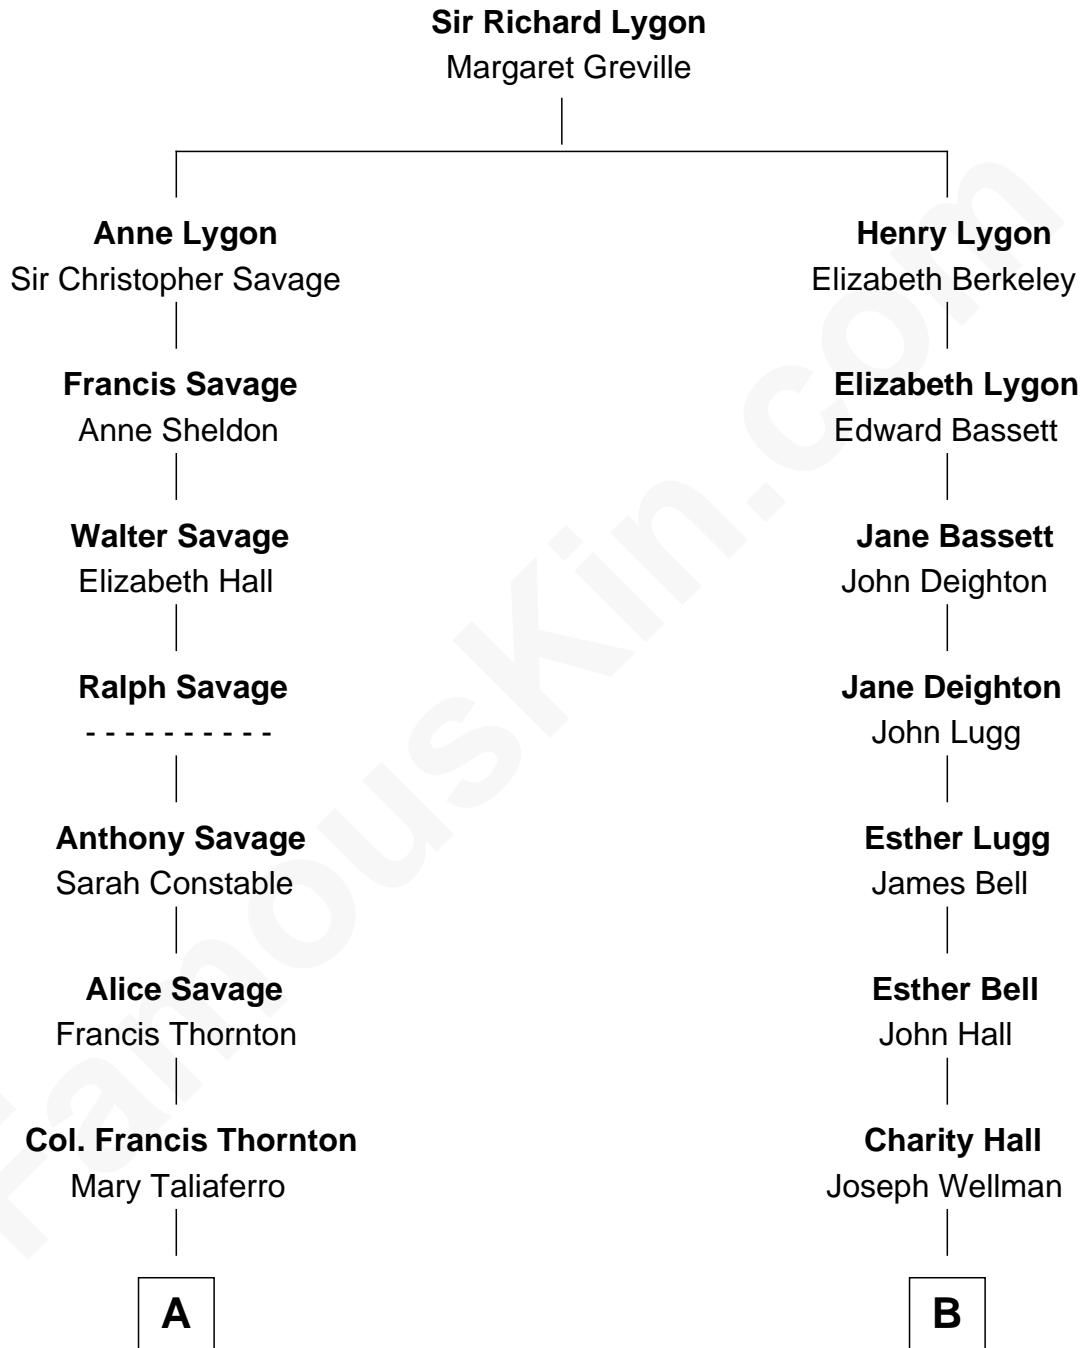 Sir Richard Lygon
Margaret Greville
Anne Lygon
Sir Christopher Savage
Henry Lygon
Elizabeth Berkeley
Francis Savage
Anne Sheldon
Elizabeth Lygon
Edward Bassett
Walter Savage
Elizabeth Hall
Jane Bassett
John Deighton
Ralph Savage
- - - - - - - - - -
Jane Deighton
John Lugg
Anthony Savage
Sarah Constable
Esther Lugg
James Bell
Alice Savage
Francis Thornton
Esther Bell
John Hall
Col. Francis Thornton
Mary Taliaferro
Charity Hall
Joseph Wellman
A
B
FamousKin.com